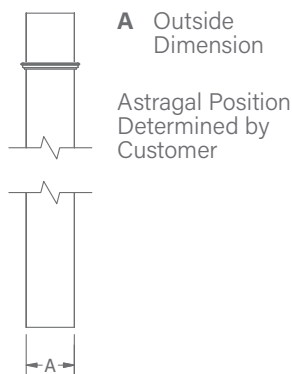 A Outside
Dimension
Astragal Position
Determined by
Customer
A